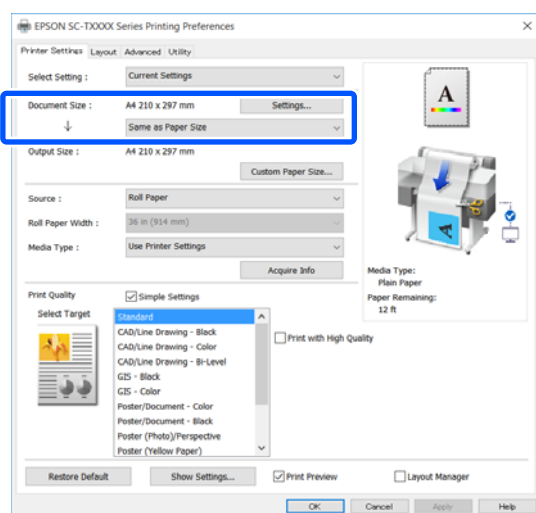 EPSON SC-TXXXX Series Printing Preferences
Printer Settings Layout Advanced Utility
Select Setting : Current Settings
Document Size : A4 210 x 297 mm Settings...
↓ Same as Paper Size
Output Size : A4 210 x 297 mm
Custom Paper Size...
Source : Roll Paper
Roll Paper Width : 36 in (914 mm)
Media Type : Use Printer Settings
Acquire Info
A
A
Media Type:
Plain Paper
Paper Remaining:
12 ft
Print Quality Simple Settings
Select Target Standard
CAD/Line Drawing - Black
CAD/Line Drawing - Color
CAD/Line Drawing - Bi-Level
GIS - Black
GIS - Color
Poster/Document - Color
Poster/Document - Black
Poster (Photo)/Perspective
Poster (Yellow Paper)
Print with High Quality
Restore Default Show Settings... Print Preview Layout Manager
OK Cancel Apply Help